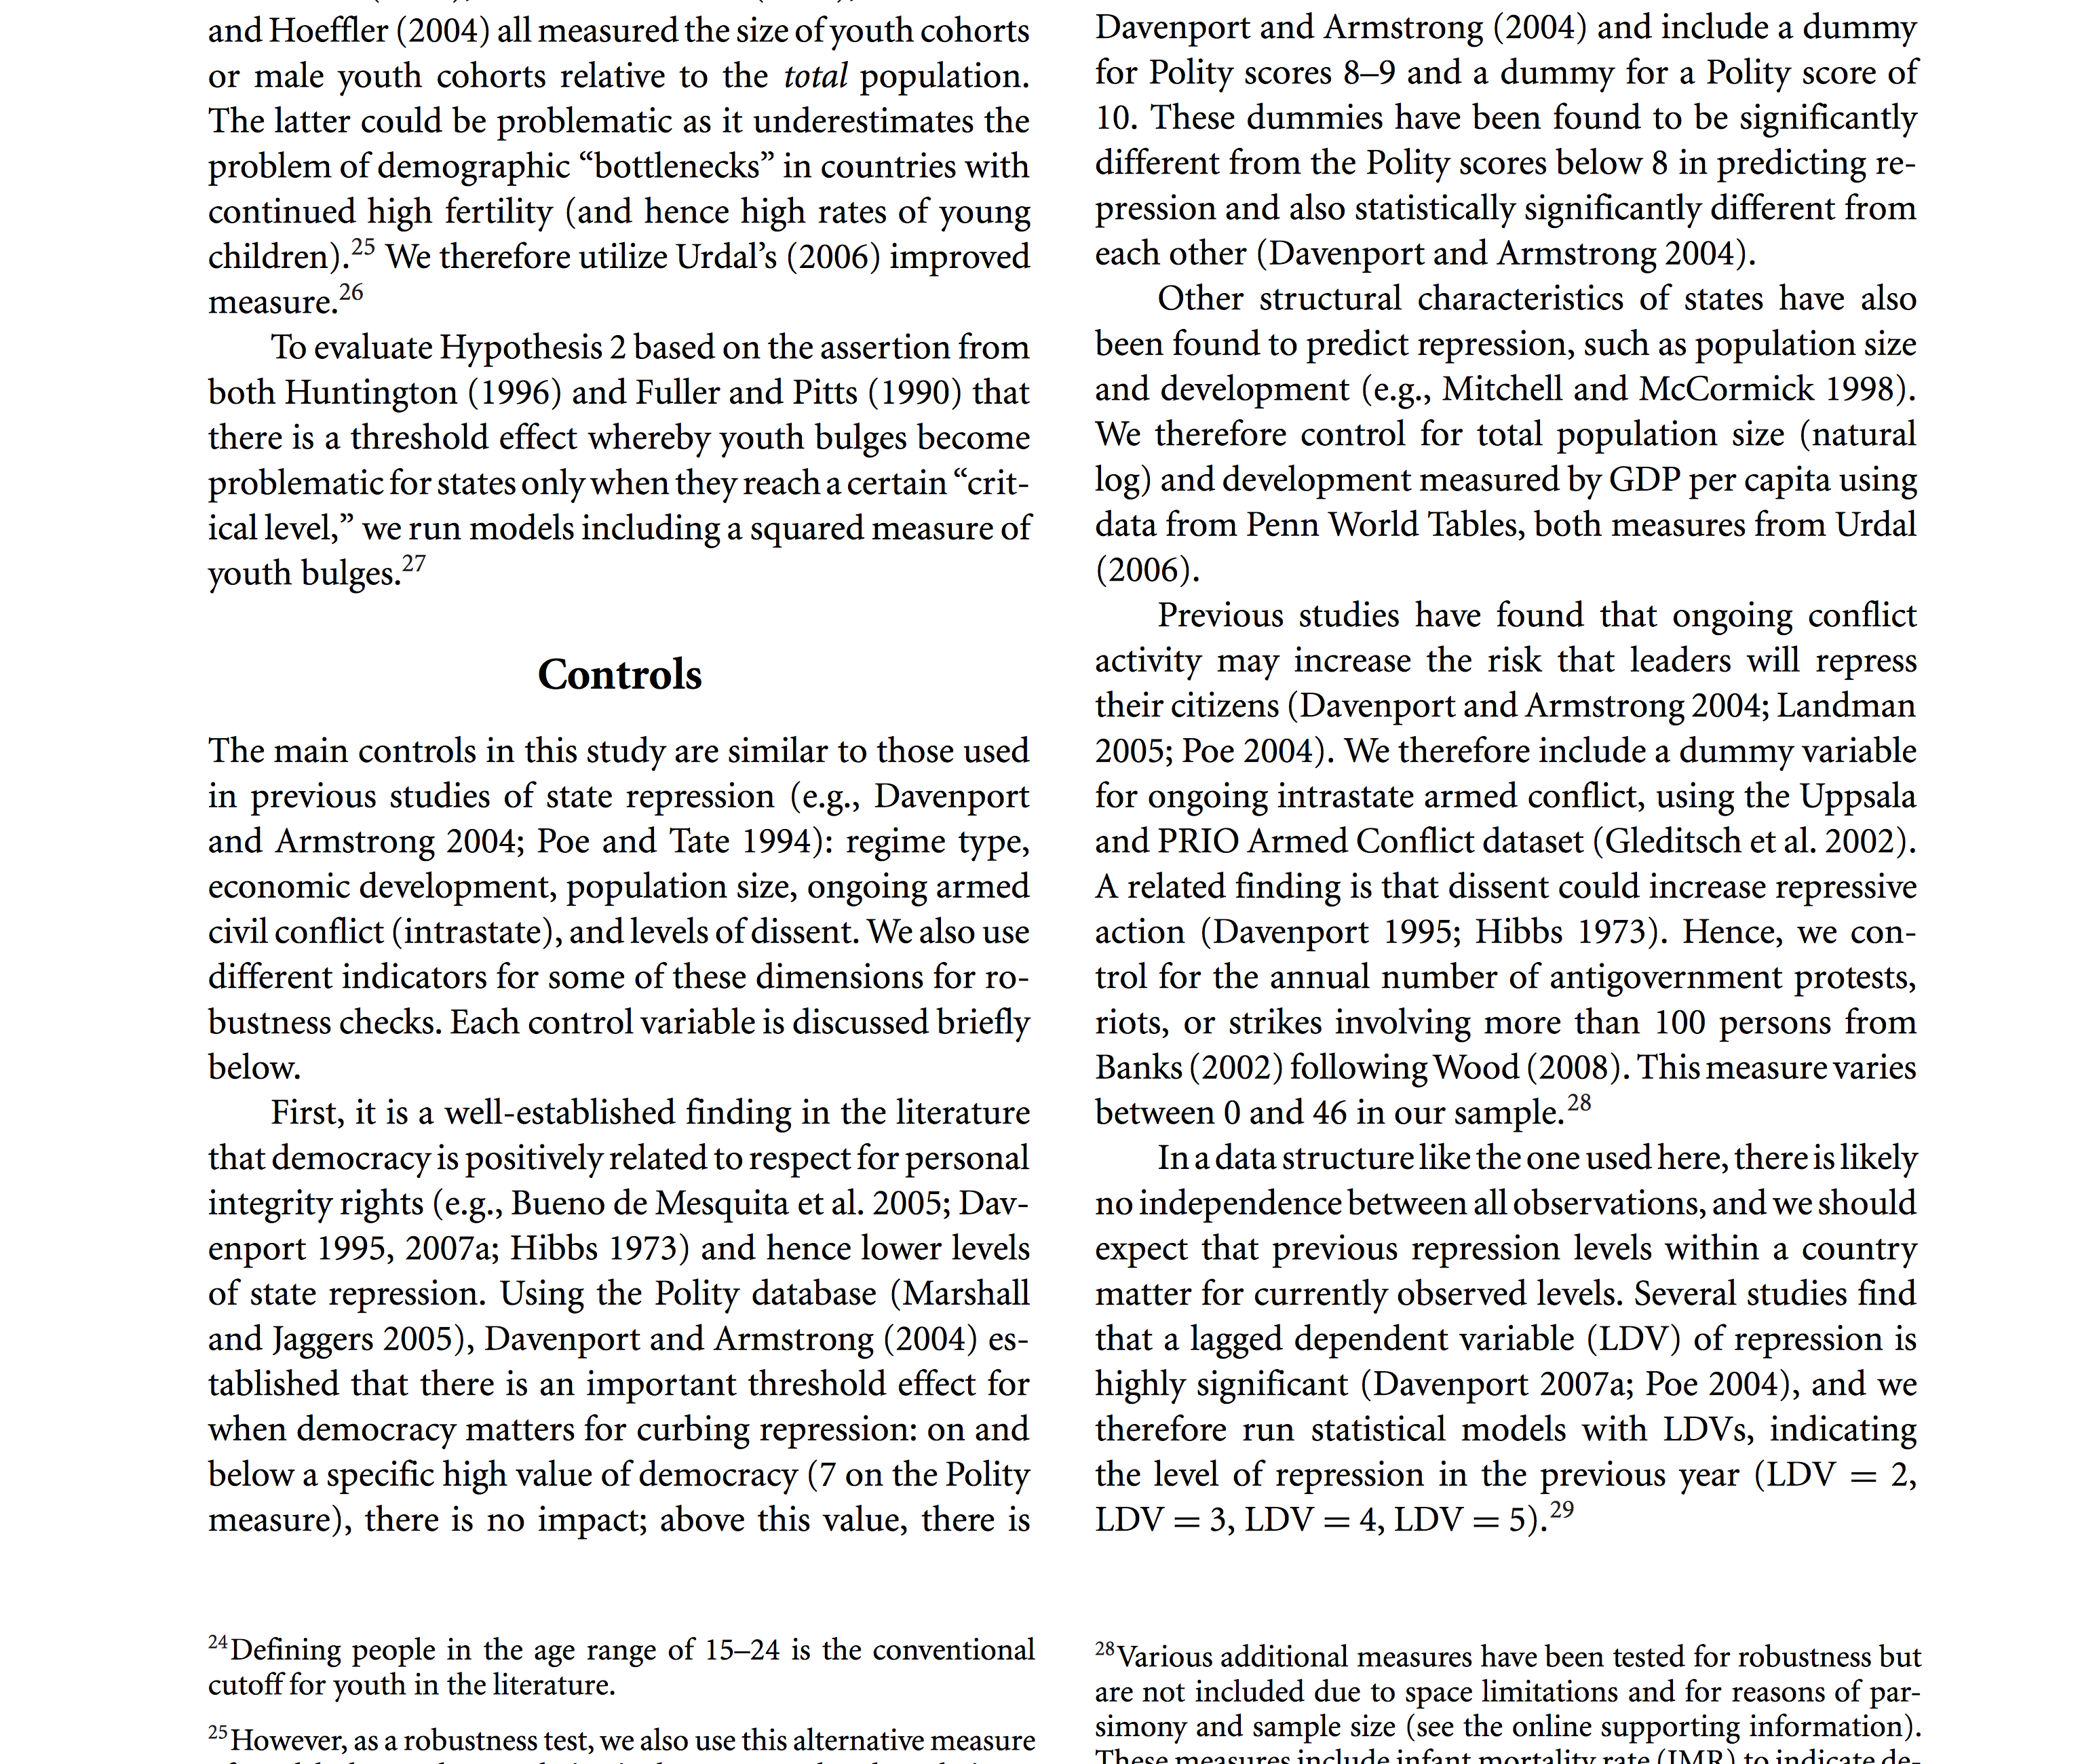 and Hoeffler (2004) all measured the size of youth cohorts
or male youth cohorts relative to the total population.
The latter could be problematic as it underestimates the
problem of demographic “bottlenecks” in countries with
continued high fertility (and hence high rates of young
children).25 We therefore utilize Urdal’s (2006) improved
measure.26
To evaluate Hypothesis 2 based on the assertion from
both Huntington (1996) and Fuller and Pitts (1990) that
there is a threshold effect whereby youth bulges become
problematic for states only when they reach a certain “crit-
ical level,” we run models including a squared measure of
youth bulges.27
Controls
The main controls in this study are similar to those used
in previous studies of state repression (e.g., Davenport
and Armstrong 2004; Poe and Tate 1994): regime type,
economic development, population size, ongoing armed
civil conflict (intrastate), and levels of dissent. We also use
different indicators for some of these dimensions for ro-
bustness checks. Each control variable is discussed briefly
below.
First, it is a well-established finding in the literature
that democracy is positively related to respect for personal
integrity rights (e.g., Bueno de Mesquita et al. 2005; Dav-
enport 1995, 2007a; Hibbs 1973) and hence lower levels
of state repression. Using the Polity database (Marshall
and Jaggers 2005), Davenport and Armstrong (2004) es-
tablished that there is an important threshold effect for
when democracy matters for curbing repression: on and
below a specific high value of democracy (7 on the Polity
measure), there is no impact; above this value, there is
24Defining people in the age range of 15–24 is the conventional
cutoff for youth in the literature.
25However, as a robustness test, we also use this alternative measure
Davenport and Armstrong (2004) and include a dummy
for Polity scores 8–9 and a dummy for a Polity score of
10. These dummies have been found to be significantly
different from the Polity scores below 8 in predicting re-
pression and also statistically significantly different from
each other (Davenport and Armstrong 2004).
Other structural characteristics of states have also
been found to predict repression, such as population size
and development (e.g., Mitchell and McCormick 1998).
We therefore control for total population size (natural
log) and development measured by GDP per capita using
data from Penn World Tables, both measures from Urdal
(2006).
Previous studies have found that ongoing conflict
activity may increase the risk that leaders will repress
their citizens (Davenport and Armstrong 2004; Landman
2005; Poe 2004). We therefore include a dummy variable
for ongoing intrastate armed conflict, using the Uppsala
and PRIO Armed Conflict dataset (Gleditsch et al. 2002).
A related finding is that dissent could increase repressive
action (Davenport 1995; Hibbs 1973). Hence, we con-
trol for the annual number of antigovernment protests,
riots, or strikes involving more than 100 persons from
Banks (2002) following Wood (2008). This measure varies
between 0 and 46 in our sample.28
In a data structure like the one used here, there is likely
no independence between all observations, and we should
expect that previous repression levels within a country
matter for currently observed levels. Several studies find
that a lagged dependent variable (LDV) of repression is
highly significant (Davenport 2007a; Poe 2004), and we
therefore run statistical models with LDVs, indicating
the level of repression in the previous year (LDV = 2,
LDV = 3, LDV = 4, LDV = 5).29
28Various additional measures have been tested for robustness but
are not included due to space limitations and for reasons of par-
simony and sample size (see the online supporting information).
These measures include infant mortality rate (IMR) to indicate de-